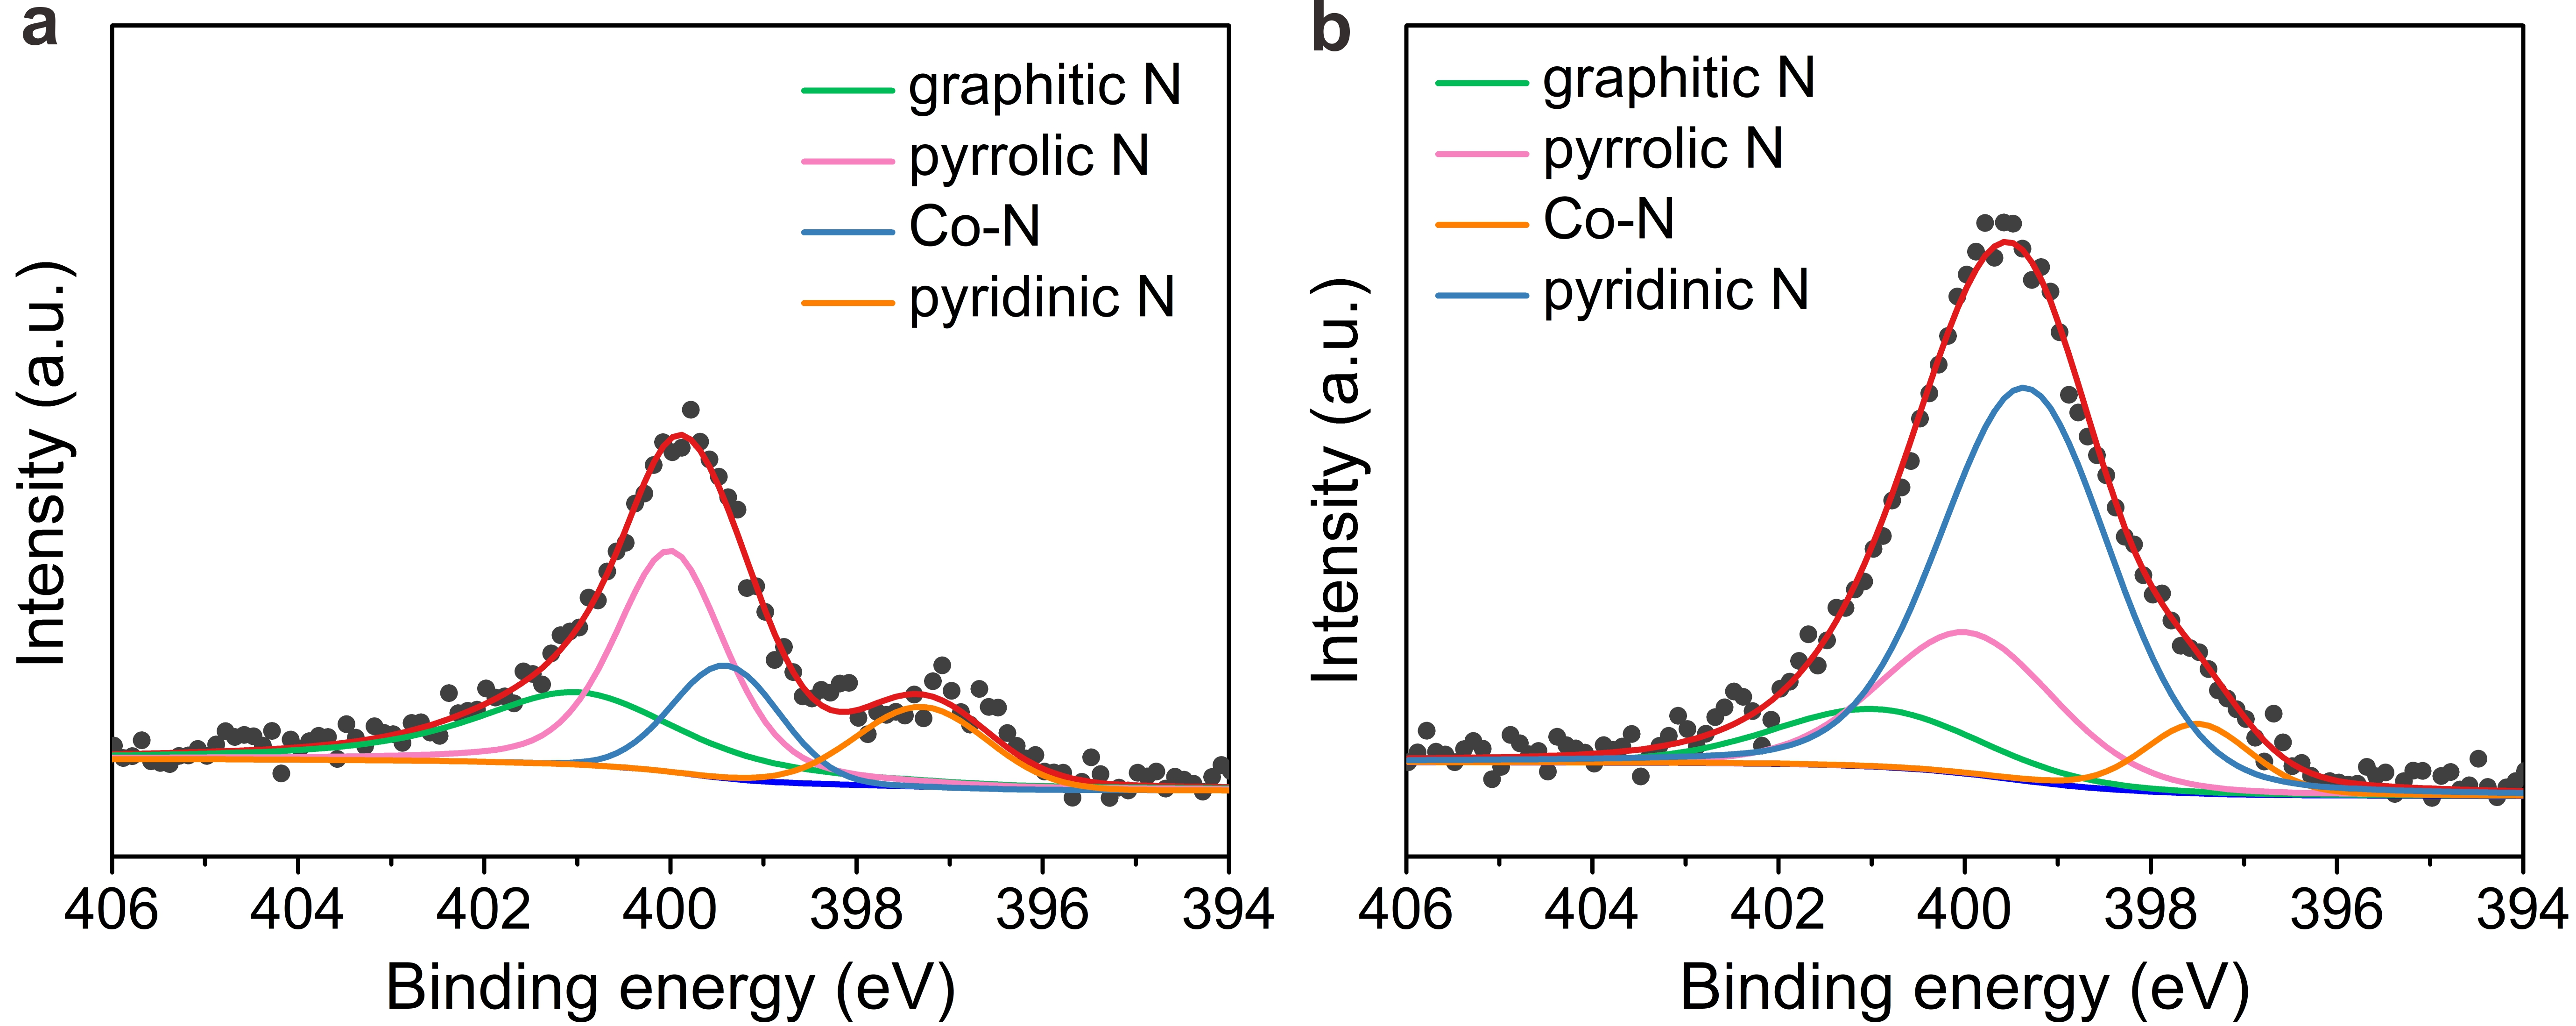 a
graphitic N
pyrrolic N
Co-N
pyridinic N
Intensity (a.u.)
406 404 402 400 398 396 394
Binding energy (eV)
b
graphitic N
pyrrolic N
Co-N
pyridinic N
Intensity (a.u.)
406 404 402 400 398 396 394
Binding energy (eV)